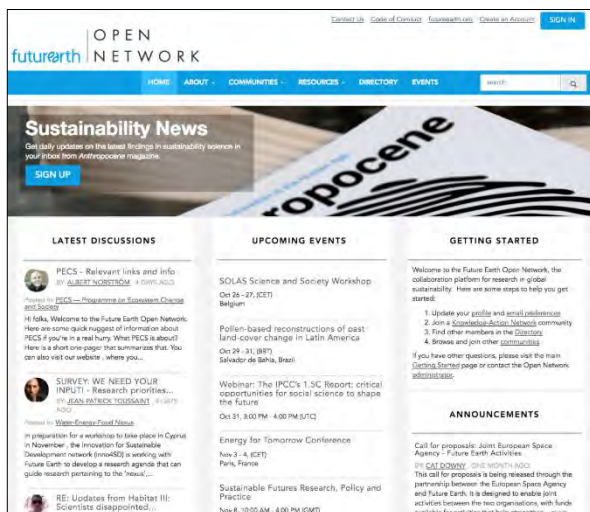 Contact Us Code of Conduct futureearth.org Create an Account SIGN IN
OPEN
futurearth NETWORK
HOME ABOUT COMMUNITIES RESOURCES DIRECTORY EVENTS search
Sustainability News
Get daily updates on the latest findings in sustainability science in
your inbox from Anthropocene magazine.
SIGN UP
ropocene
LATEST DISCUSSIONS
PECS - Relevant links and info
BY: ALBERT NORSTRÖM 4 DAYS AGO
Posted to: PECS — Programme on Ecosystem Change
and Society
Hi folks, Welcome to the Future Earth Open Network.
Here are some quick nuggest of information about
PECS if you're in a real hurry. What PECS is about?
Here is a short one-pager that summarizes that. You
can also visit our website , where you...
SURVEY: WE NEED YOUR
INPUT! - Research priorities...
BY: JEAN-PATRICK TOUSSAINT, DAYS
AGO
Posted to: Water-Energy-Food Nexus
In preparation for a workshop to take place in Cyprus
in November , the Innovation for Sustainable
Development network (inno4SD) is working with
Future Earth to develop a research agenda that can
guide research pertaining to the 'nexus'...
RE: Updates from Habitat III:
Scientists disappointed...
UPCOMING EVENTS
SOLAS Science and Society Workshop
Oct 26 - 27, (CET)
Belgium
Pollen-based reconstructions of past
land-cover change in Latin America
Oct 29 - 31, (BRT)
Salvador de Bahia, Brazil
Webinar: The IPCC's 1.5C Report: critical
opportunities for social science to shape
the future
Oct 31, 3:00 PM - 4:00 PM (UTC)
Energy for Tomorrow Conference
Nov 3 - 4, (CET)
Paris, France
Sustainable Futures Research, Policy and
Practice
Nov 8, 10:00 AM - 4:00 PM (GMT)
GETTING STARTED
Welcome to the Future Earth Open Network, the
collaboration platform for research in global
sustainability. Here are some steps to help you get
started:
1. Update your profile and email preferences
2. Join a Knowledge-Action Network community
3. Find other members in the Directory
4. Browse and join other communities
If you have other questions, please visit the main
Getting Started page or contact the Open Network
administrator.
ANNOUNCEMENTS
Call for proposals: Joint European Space
Agency - Future Earth Activities
BY: CAT DOWNY , ONE MONTH AGO
This call for proposals is being released through the
partnership between the European Space Agency
and Future Earth. It is designed to enable joint
activities between the two organisations, with funds